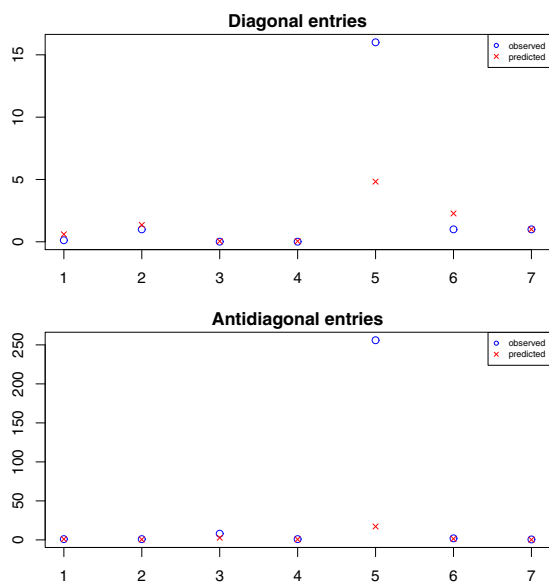 Diagonal entries
observed
predicted
15
10
5
0
1 2 3 4 5 6 7
Antidiagonal entries
observed
predicted
250
200
150
100
50
0
1 2 3 4 5 6 7